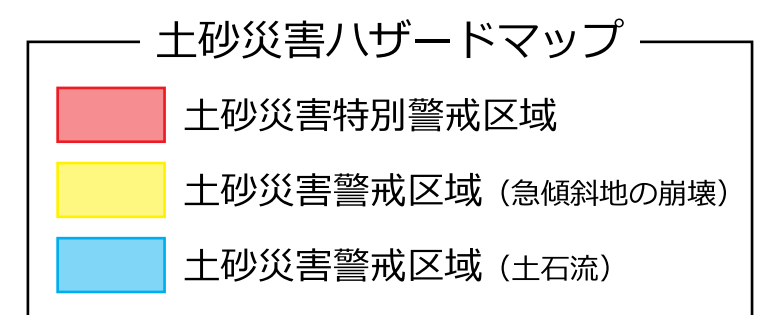 土砂災害ハザードマップ
土砂災害特別警戒区域
土砂災害警戒区域（急傾斜地の崩壊）
土砂災害警戒区域（土石流）